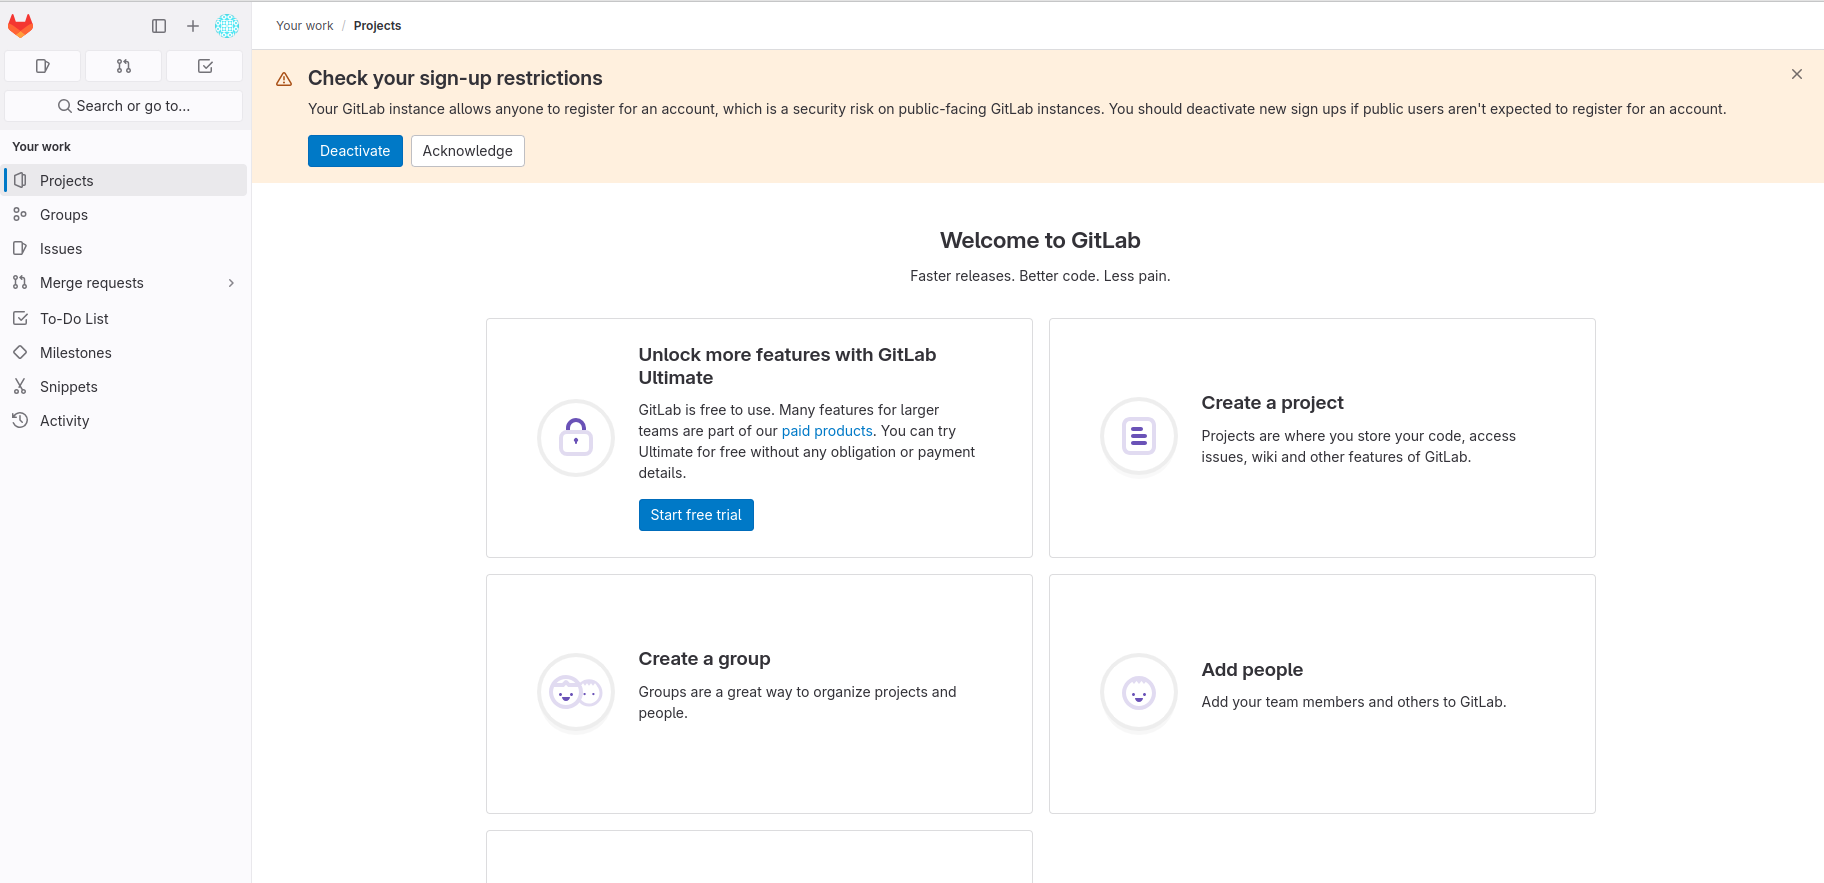 Your work / Projects
Search or go to...
Your work
Projects
Groups
Issues
Merge requests
To-Do List
Milestones
Snippets
Activity
Check your sign-up restrictions
Your GitLab instance allows anyone to register for an account, which is a security risk on public-facing GitLab instances. You should deactivate new sign ups if public users aren't expected to register for an account.
Deactivate
Acknowledge
Welcome to GitLab
Faster releases. Better code. Less pain.
Unlock more features with GitLab
Ultimate
GitLab is free to use. Many features for larger
teams are part of our paid products. You can try
Ultimate for free without any obligation or payment
details.
Start free trial
Create a project
Projects are where you store your code, access
issues, wiki and other features of GitLab.
Create a group
Groups are a great way to organize projects and
people.
Add people
Add your team members and others to GitLab.